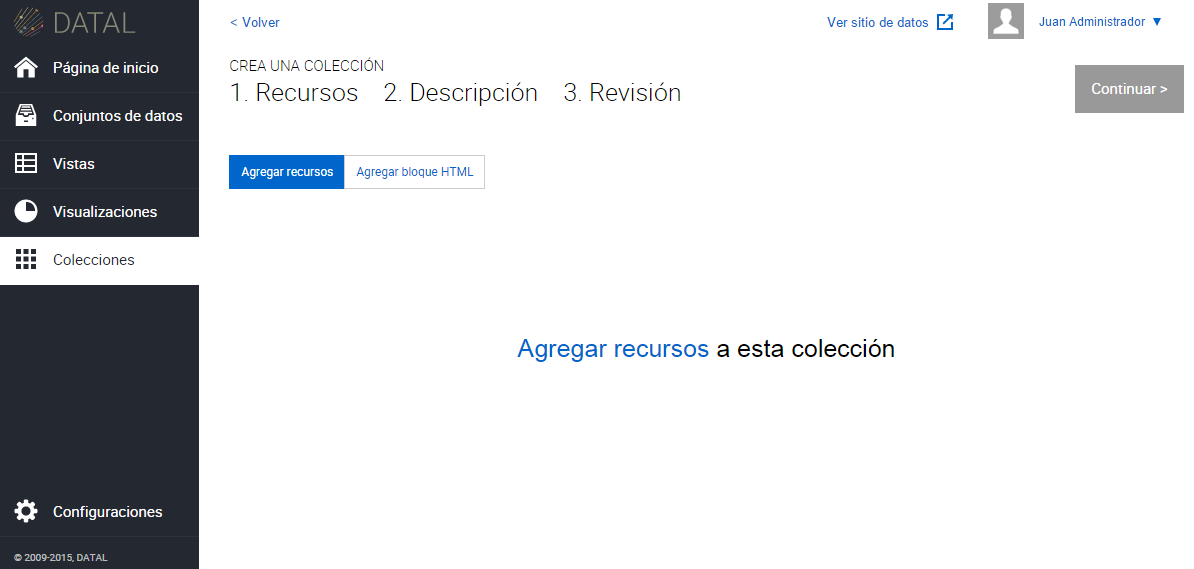 DATAL
Página de inicio
Conjuntos de datos
Vistas
Visualizaciones
Colecciones
Configuraciones
© 2009-2015, DATAL
< Volver
Ver sitio de datos
Juan Administrador ▼
CREA UNA COLECCIÓN
1. Recursos 2. Descripción 3. Revisión
Continuar >
Agregar recursos Agregar bloque HTML
Agregar recursos a esta colección